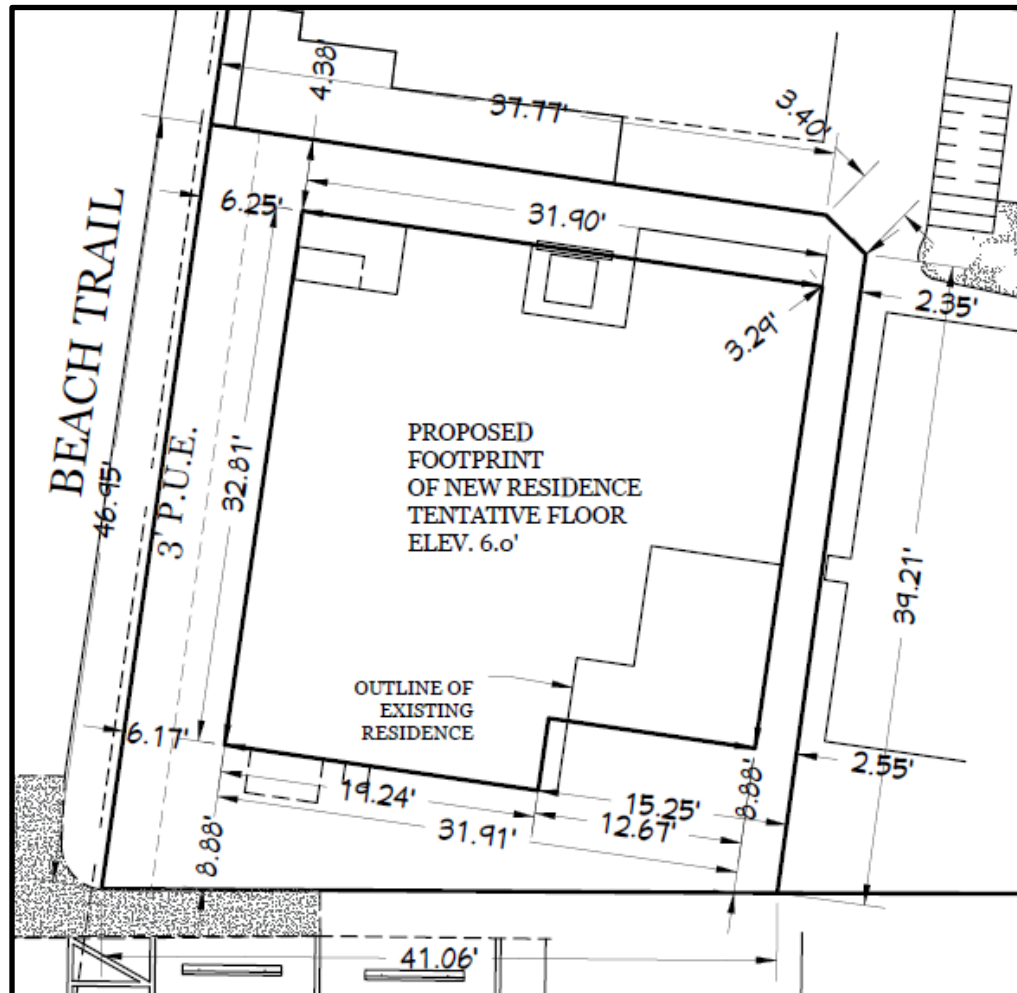 4.38'
37.77'
3.40'
6.25'
31.90'
2.35'
3.29'
BEACH TRAIL
46.95'
3' P.U.E.
32.81'
PROPOSED
FOOTPRINT
OF NEW RESIDENCE
TENTATIVE FLOOR
ELEV. 6.0'
39.21'
OUTLINE OF
EXISTING
RESIDENCE
6.17'
2.55'
19.24'
15.25'
8.88'
31.91'
12.67'
8.88'
41.06'